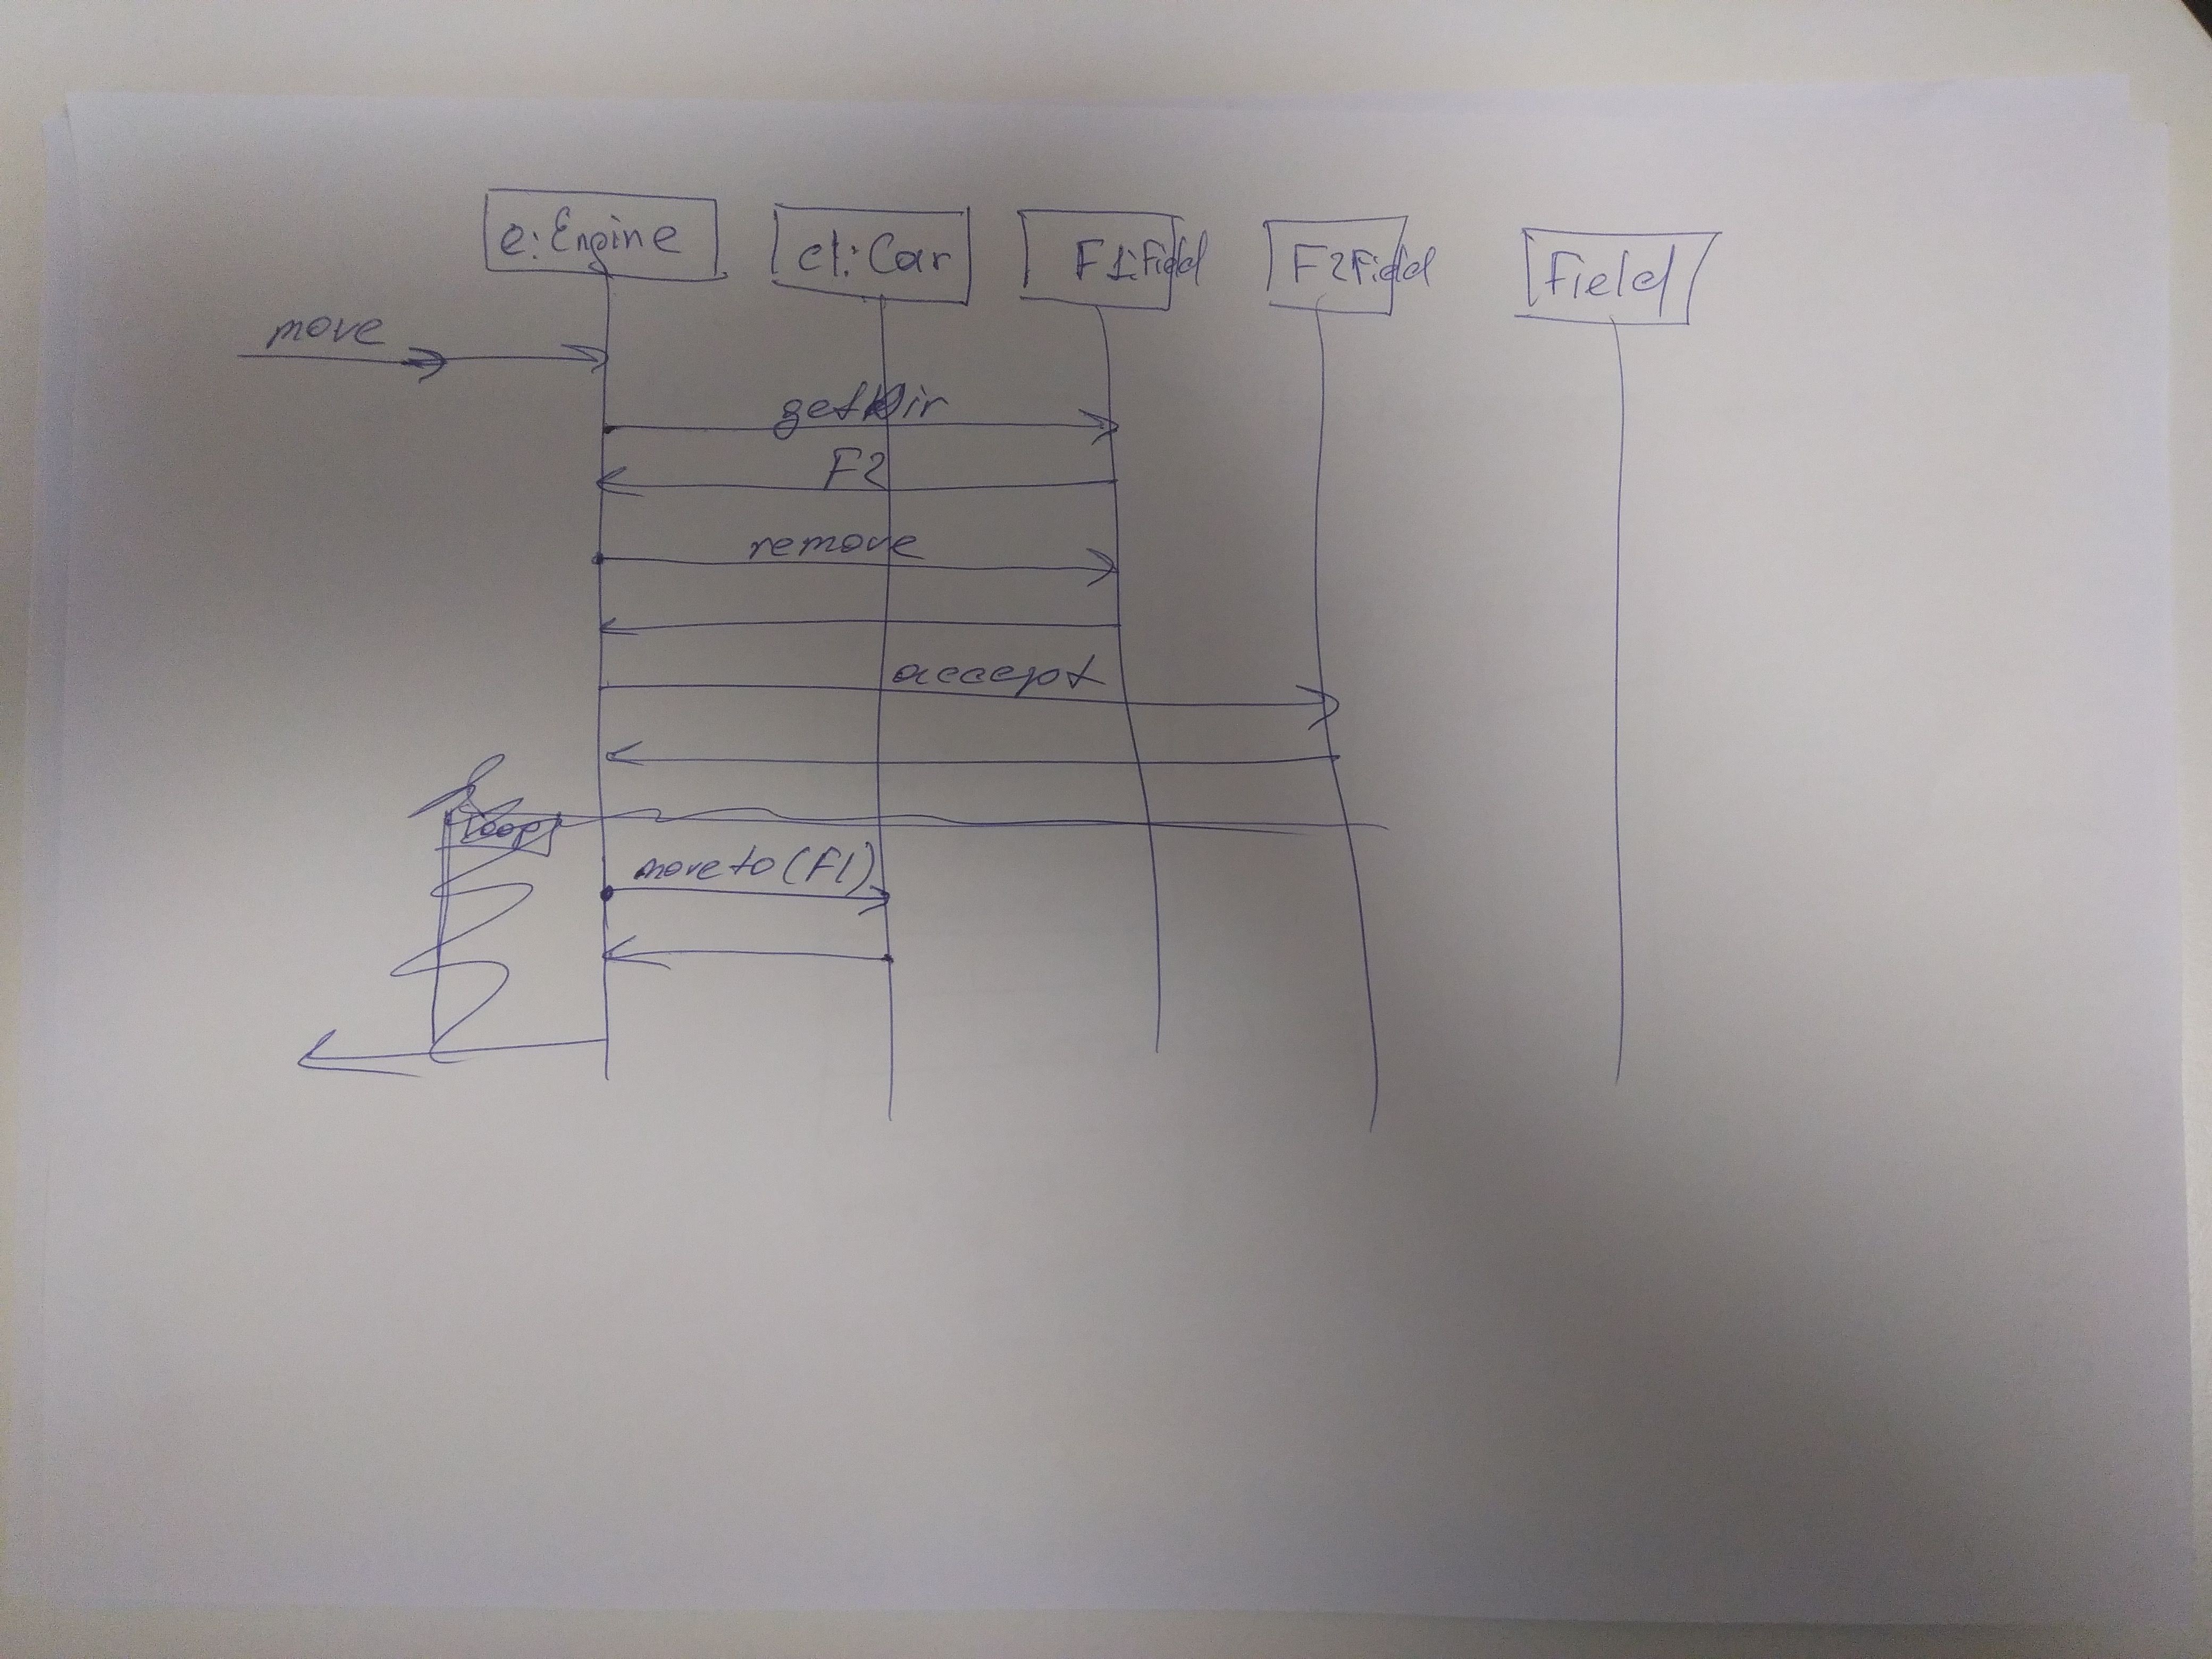 e:Engine
c1:Car
F1:Field
F2Field
Field
move
getDir
F2
remove
accept
loop
moveto(F1)